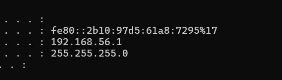 . . . . :
. . . . : fe80::2b10:97d5:61a8:7295%17
. . . . : 192.168.56.1
. . . . : 255.255.255.0
. . :